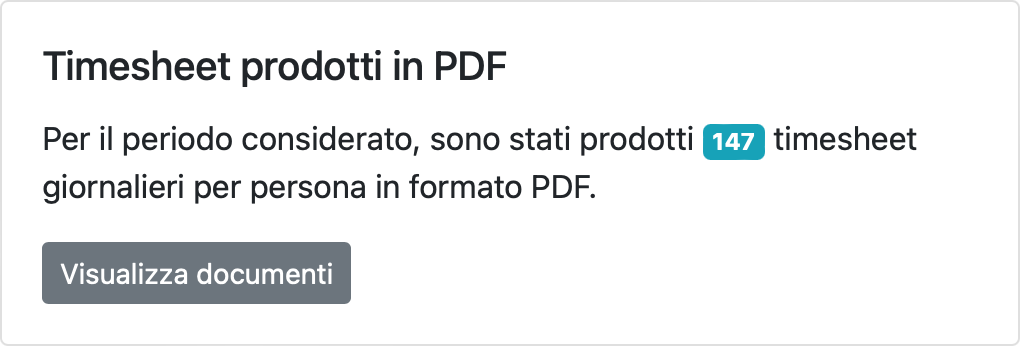 Timesheet prodotti in PDF
Per il periodo considerato, sono stati prodotti 147 timesheet
giornalieri per persona in formato PDF.
Visualizza documenti